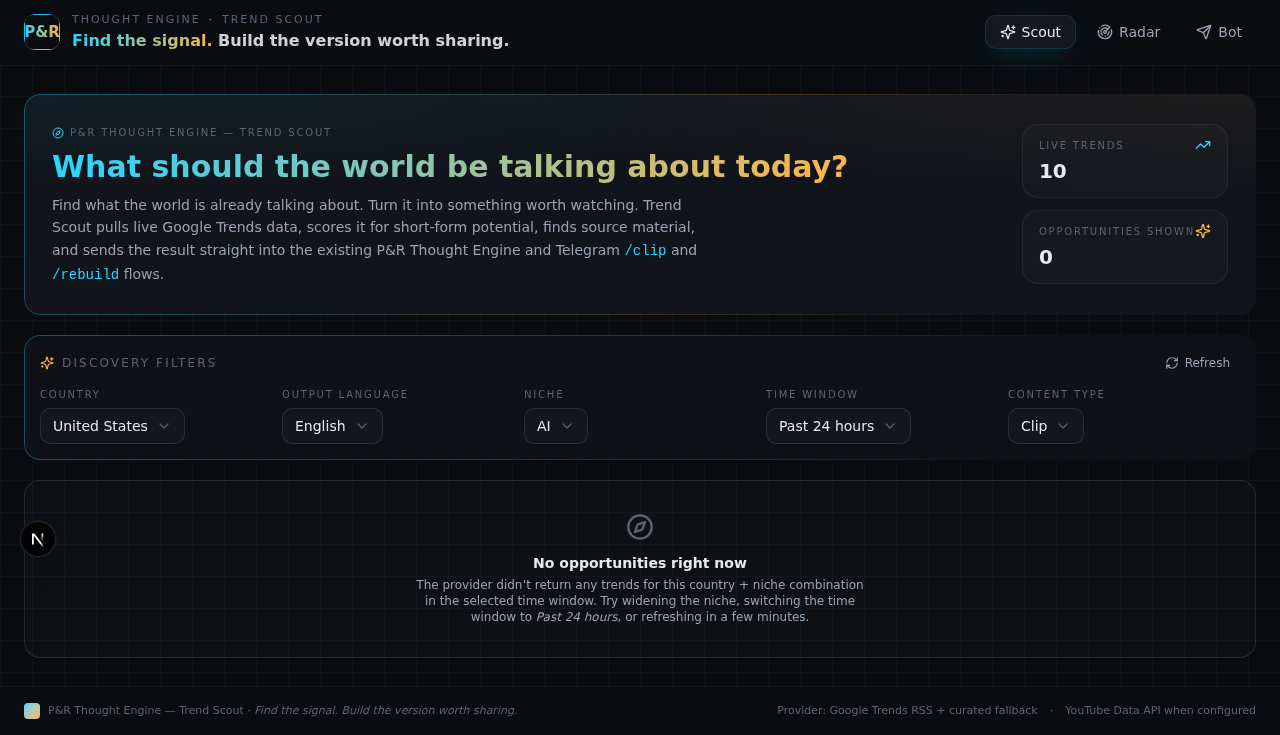 P&R
THOUGHT ENGINE · TREND SCOUT
Find the signal. Build the version worth sharing.
Scout
Radar
Bot
P&R THOUGHT ENGINE — TREND SCOUT
What should the world be talking about today?
Find what the world is already talking about. Turn it into something worth watching. Trend
Scout pulls live Google Trends data, scores it for short-form potential, finds source material,
and sends the result straight into the existing P&R Thought Engine and Telegram /clip and
/rebuild flows.
LIVE TRENDS
10
OPPORTUNITIES SHOWN
0
DISCOVERY FILTERS
Refresh
COUNTRY
United States
OUTPUT LANGUAGE
English
NICHE
AI
TIME WINDOW
Past 24 hours
CONTENT TYPE
Clip
N
No opportunities right now
The provider didn’t return any trends for this country + niche combination
in the selected time window. Try widening the niche, switching the time
window to Past 24 hours, or refreshing in a few minutes.
P&R Thought Engine — Trend Scout · Find the signal. Build the version worth sharing.
Provider: Google Trends RSS + curated fallback · YouTube Data API when configured